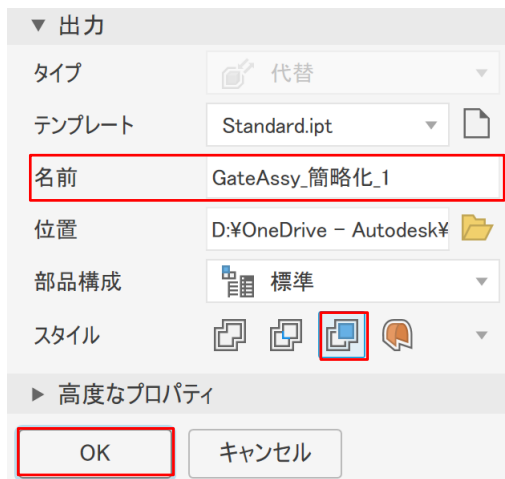 ▼ 出力
タイプ 代替
テンプレート Standard.ipt
名前 GateAssy_簡略化_1
位置 D:¥OneDrive - Autodesk¥
部品構成 標準
スタイル
▶ 高度なプロパティ
OK キャンセル